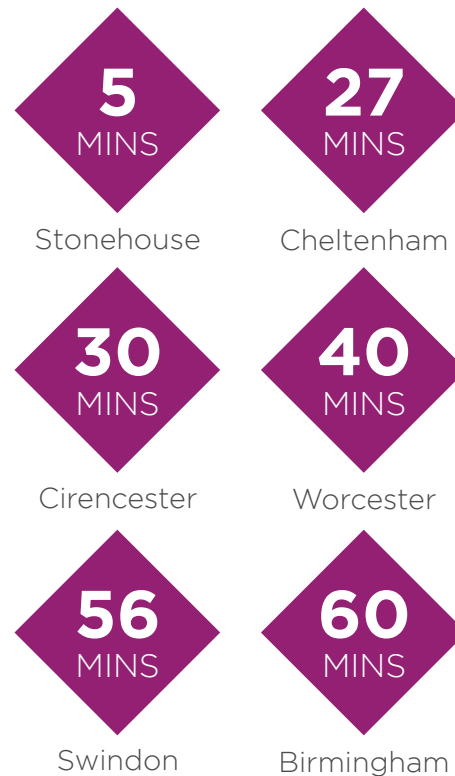 5
MINS
Stonehouse
27
MINS
Cheltenham
30
MINS
Cirencester
40
MINS
Worcester
56
MINS
Swindon
60
MINS
Birmingham